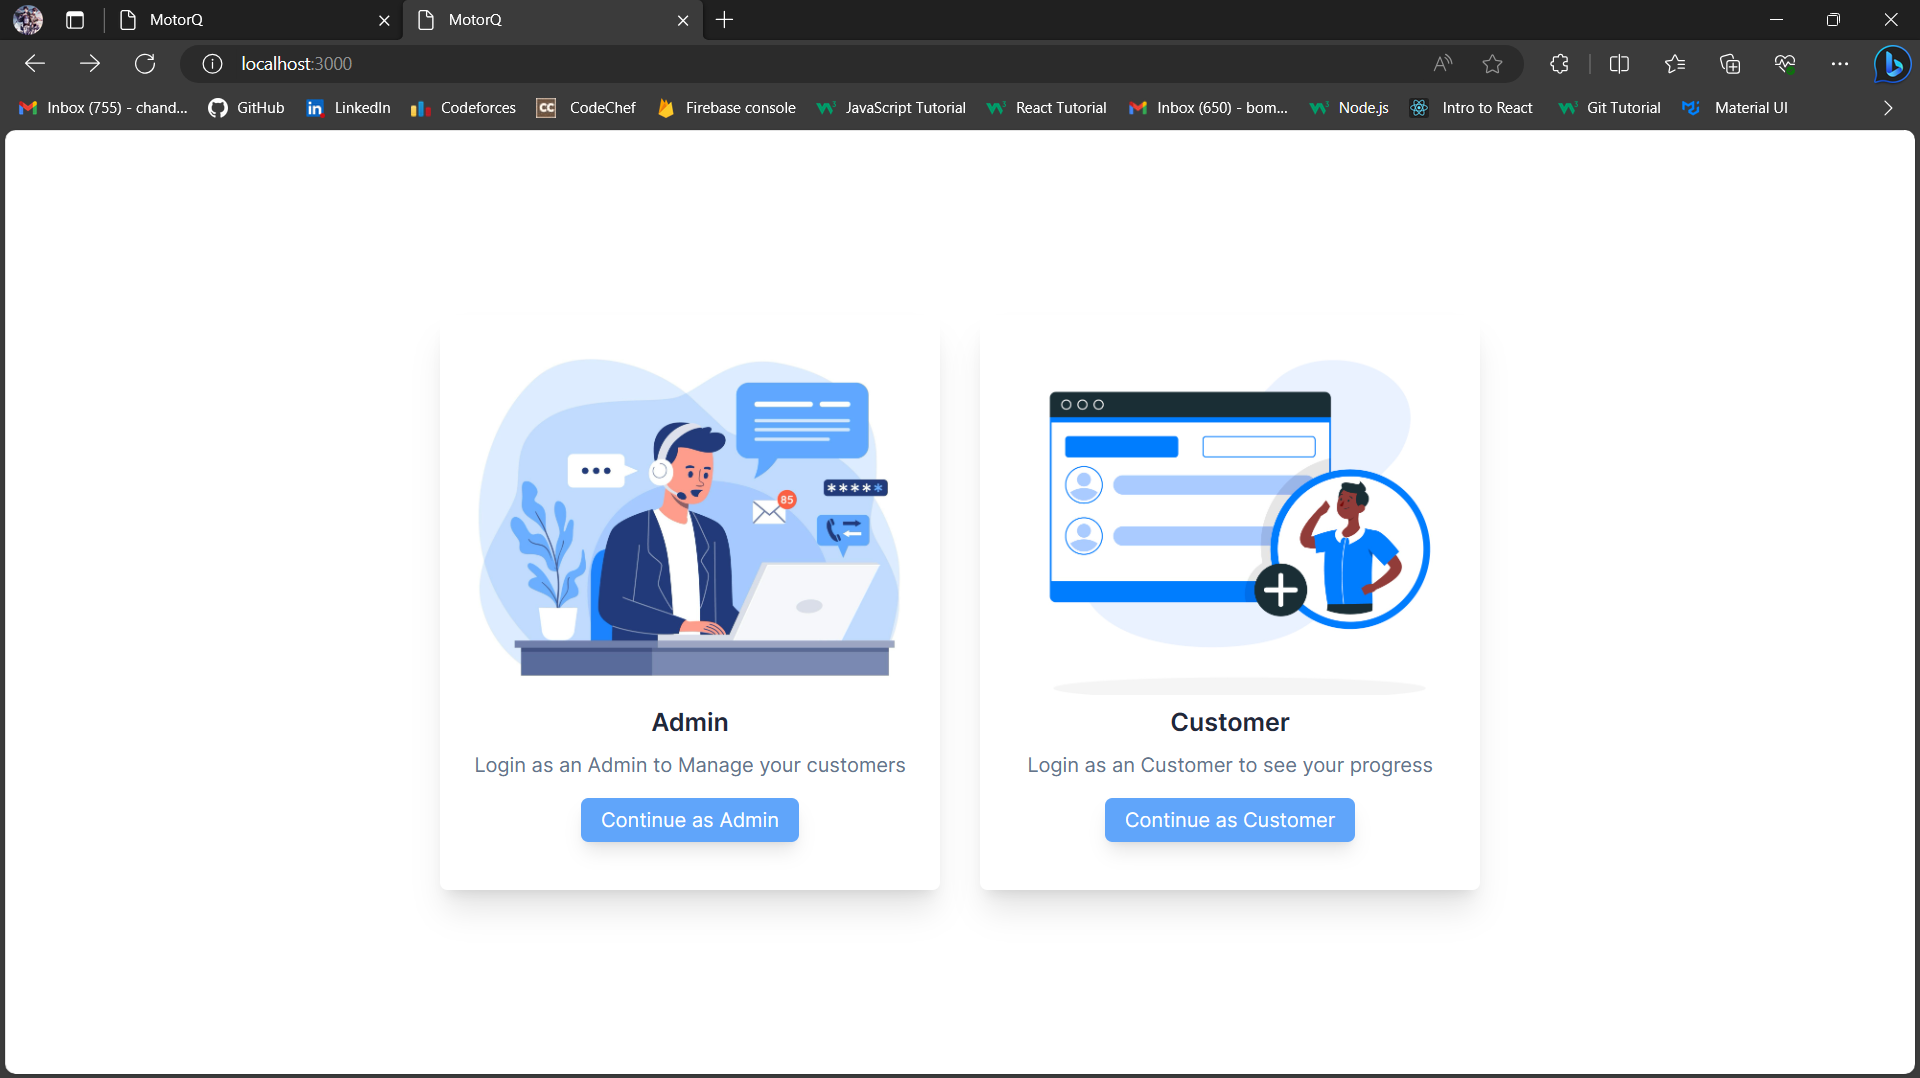 MotorQ
MotorQ
localhost:3000
Inbox (755) - chand...
GitHub
LinkedIn
Codeforces
CodeChef
Firebase console
JavaScript Tutorial
React Tutorial
Inbox (650) - bom...
Node.js
Intro to React
Git Tutorial
Material UI
85
*****
Admin
Login as an Admin to Manage your customers
Continue as Admin
Customer
Login as an Customer to see your progress
Continue as Customer